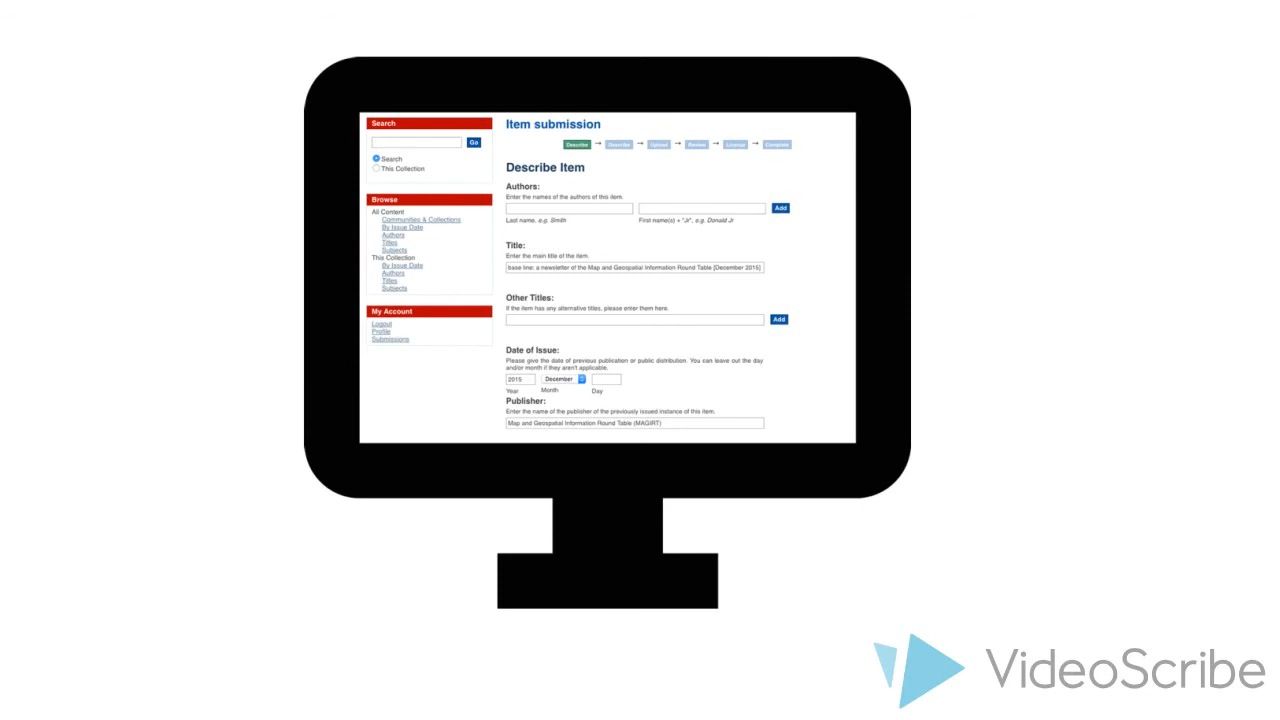 Search
Go
Search
This Collection
Browse
All Content
Communities & Collections
By Issue Date
Authors
Titles
Subjects
This Collection
By Issue Date
Authors
Titles
Subjects
My Account
Logout
Profile
Submissions
Item submission
Describe → Describe → Upload → Review → License → Complete
Describe Item
Authors:
Enter the names of the authors of this item.
Add
Last name, e.g. Smith First name(s) + "Jr", e.g. Donald Jr
Title:
Enter the main title of the item.
base line: a newsletter of the Map and Geospatial Information Round Table [December 2015]
Other Titles:
If the item has any alternative titles, please enter them here.
Add
Date of Issue:
Please give the date of previous publication or public distribution. You can leave out the day
and/or month if they aren't applicable.
2015 December
Year Month Day
Publisher:
Enter the name of the publisher of the previously issued instance of this item.
Map and Geospatial Information Round Table (MAGIRT)
VideoScribe